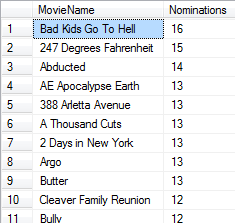 MovieName Nominations
1 Bad Kids Go To Hell 16
2 247 Degrees Fahrenheit 15
3 Abducted 14
4 AE Apocalypse Earth 13
5 388 Arletta Avenue 13
6 A Thousand Cuts 13
7 2 Days in New York 13
8 Argo 13
9 Butter 13
10 Cleaver Family Reunion 12
11 Bully 12